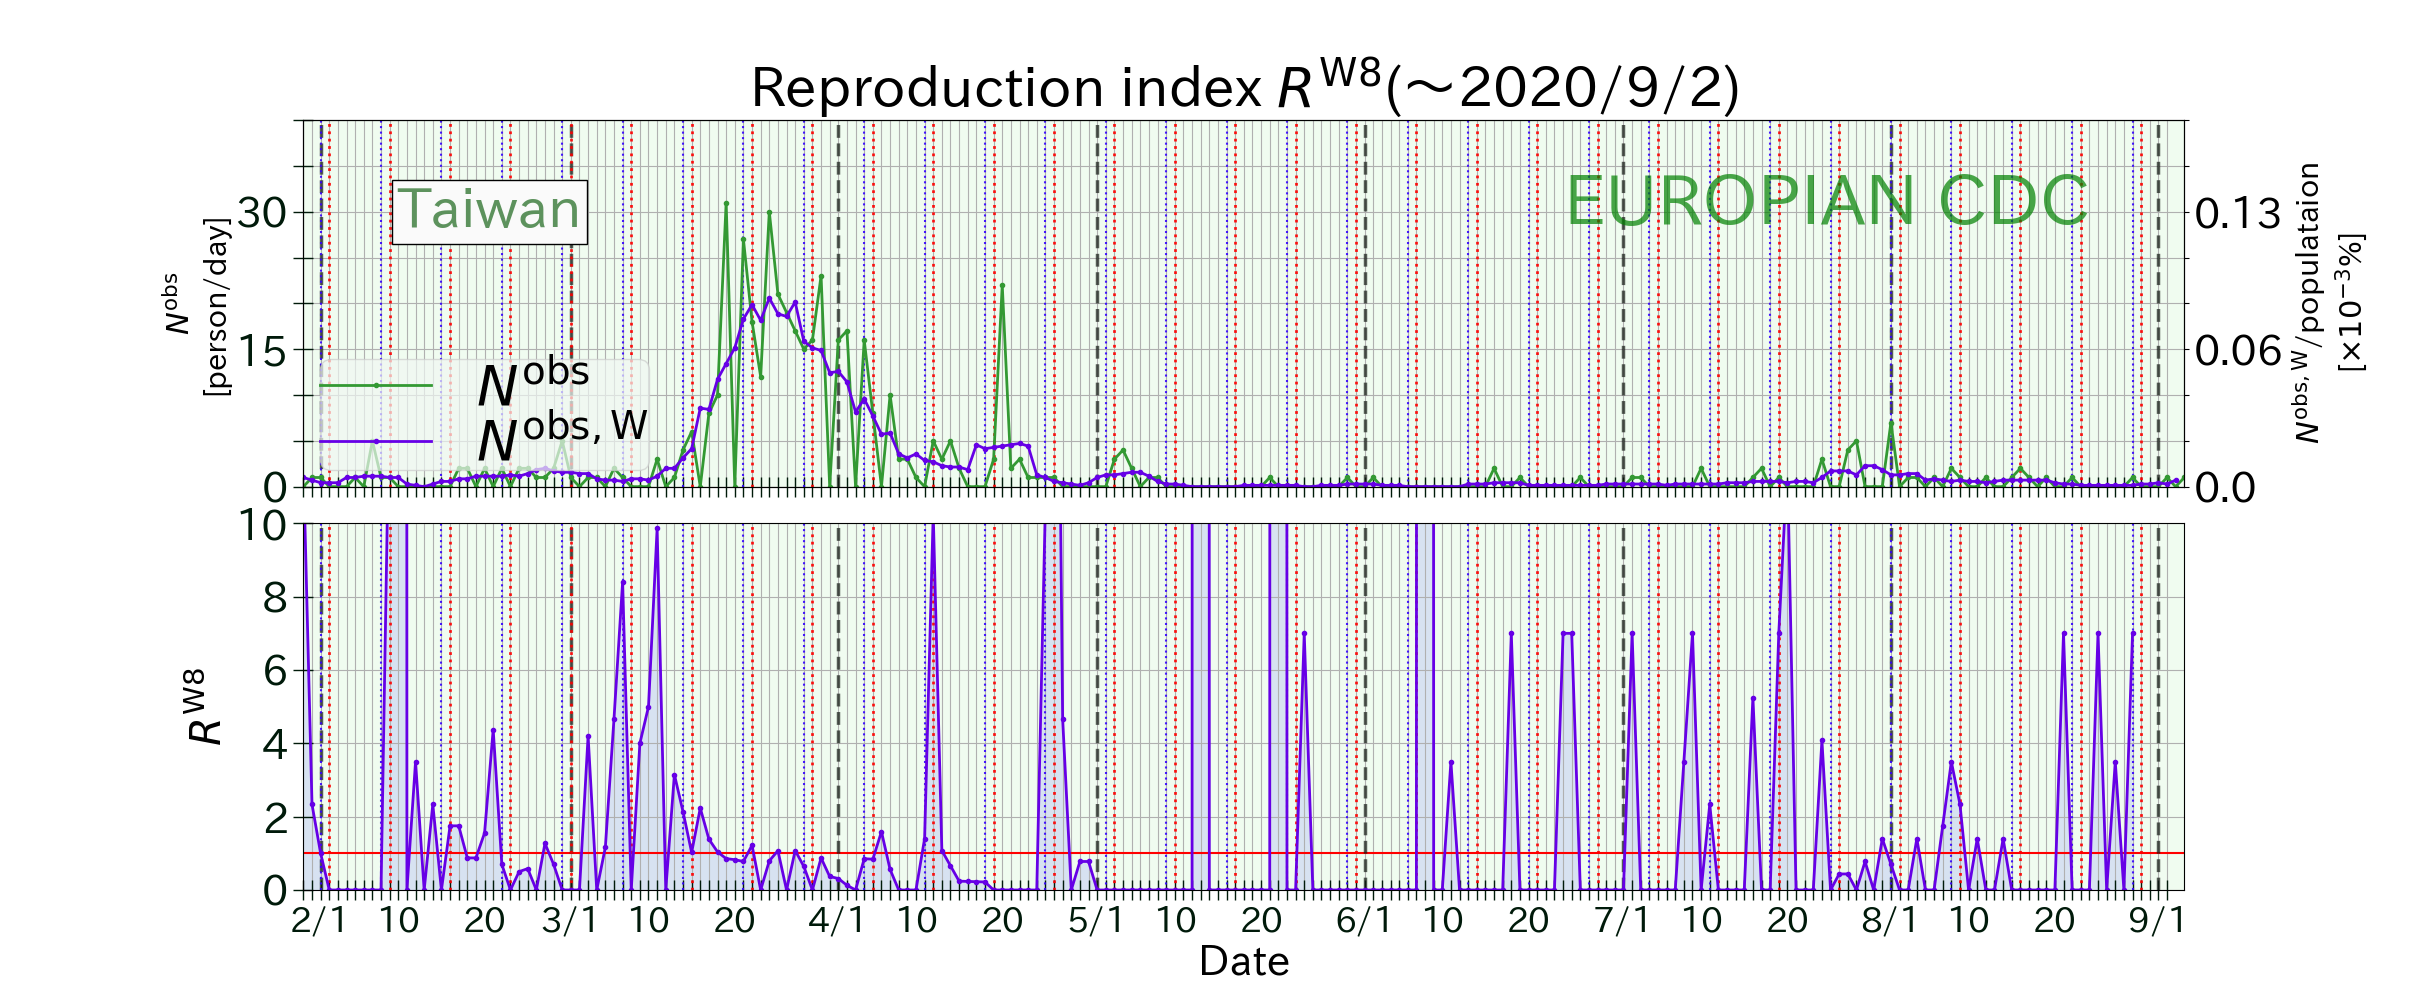 Reproduction index R^W8(～2020/9/2)
Taiwan
EUROPIAN CDC
N^obs
[person/day]
30
15
0
N^obs
N^obs, W
0.13
0.06
0.0
N^obs, W/populataion
[×10^−3%]
R^W8
10
8
6
4
2
0
2/1 10 20 3/1 10 20 4/1 10 20 5/1 10 20 6/1 10 20 7/1 10 20 8/1 10 20 9/1
Date